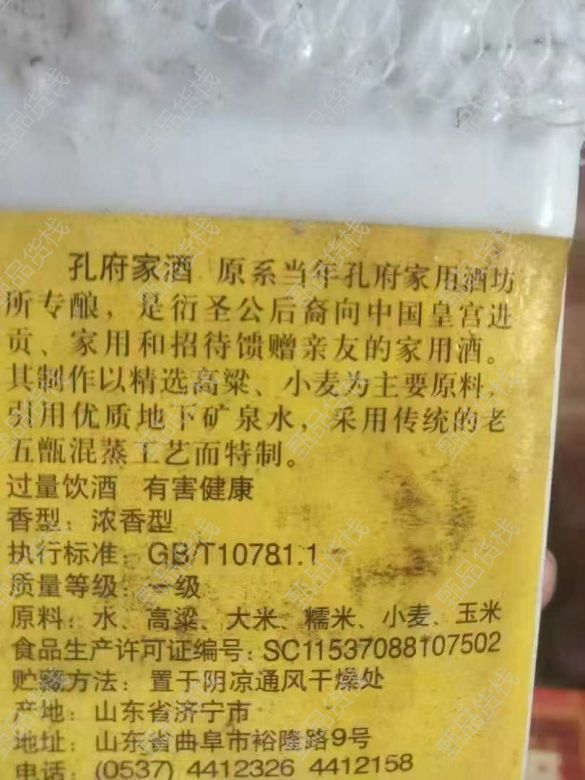 孔府家酒 原系当年孔府家用酒坊
所专酿，是衍圣公后裔向中国皇宫进
贡、家用和招待馈赠亲友的家用酒。
其制作以精选高粱、小麦为主要原料，
引用优质地下矿泉水，采用传统的老
五甑混蒸工艺而特制。
过量饮酒 有害健康
香型：浓香型
执行标准：GB/T10781.1
质量等级：一级
原料：水、高粱、大米、糯米、小麦、玉米
食品生产许可证编号：SC11537088107502
贮藏方法：置于阴凉通风干燥处
产地：山东省济宁市
地址：山东省曲阜市裕隆路9号
电话：(0537) 4412326 4412158